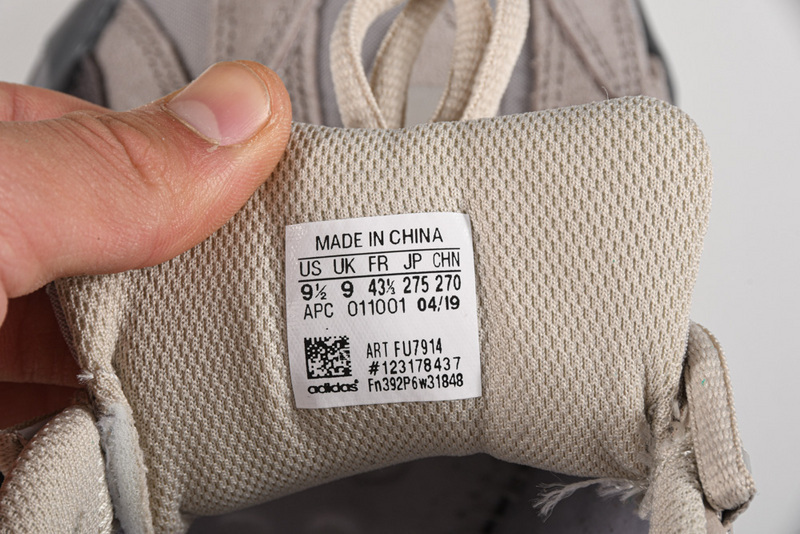 MADE IN CHINA
US UK FR JP CHN
9½ 9 43⅓ 275 270
APC 011001 04/19
ART FU7914
#123178437
adidas® Fn392P6w31848